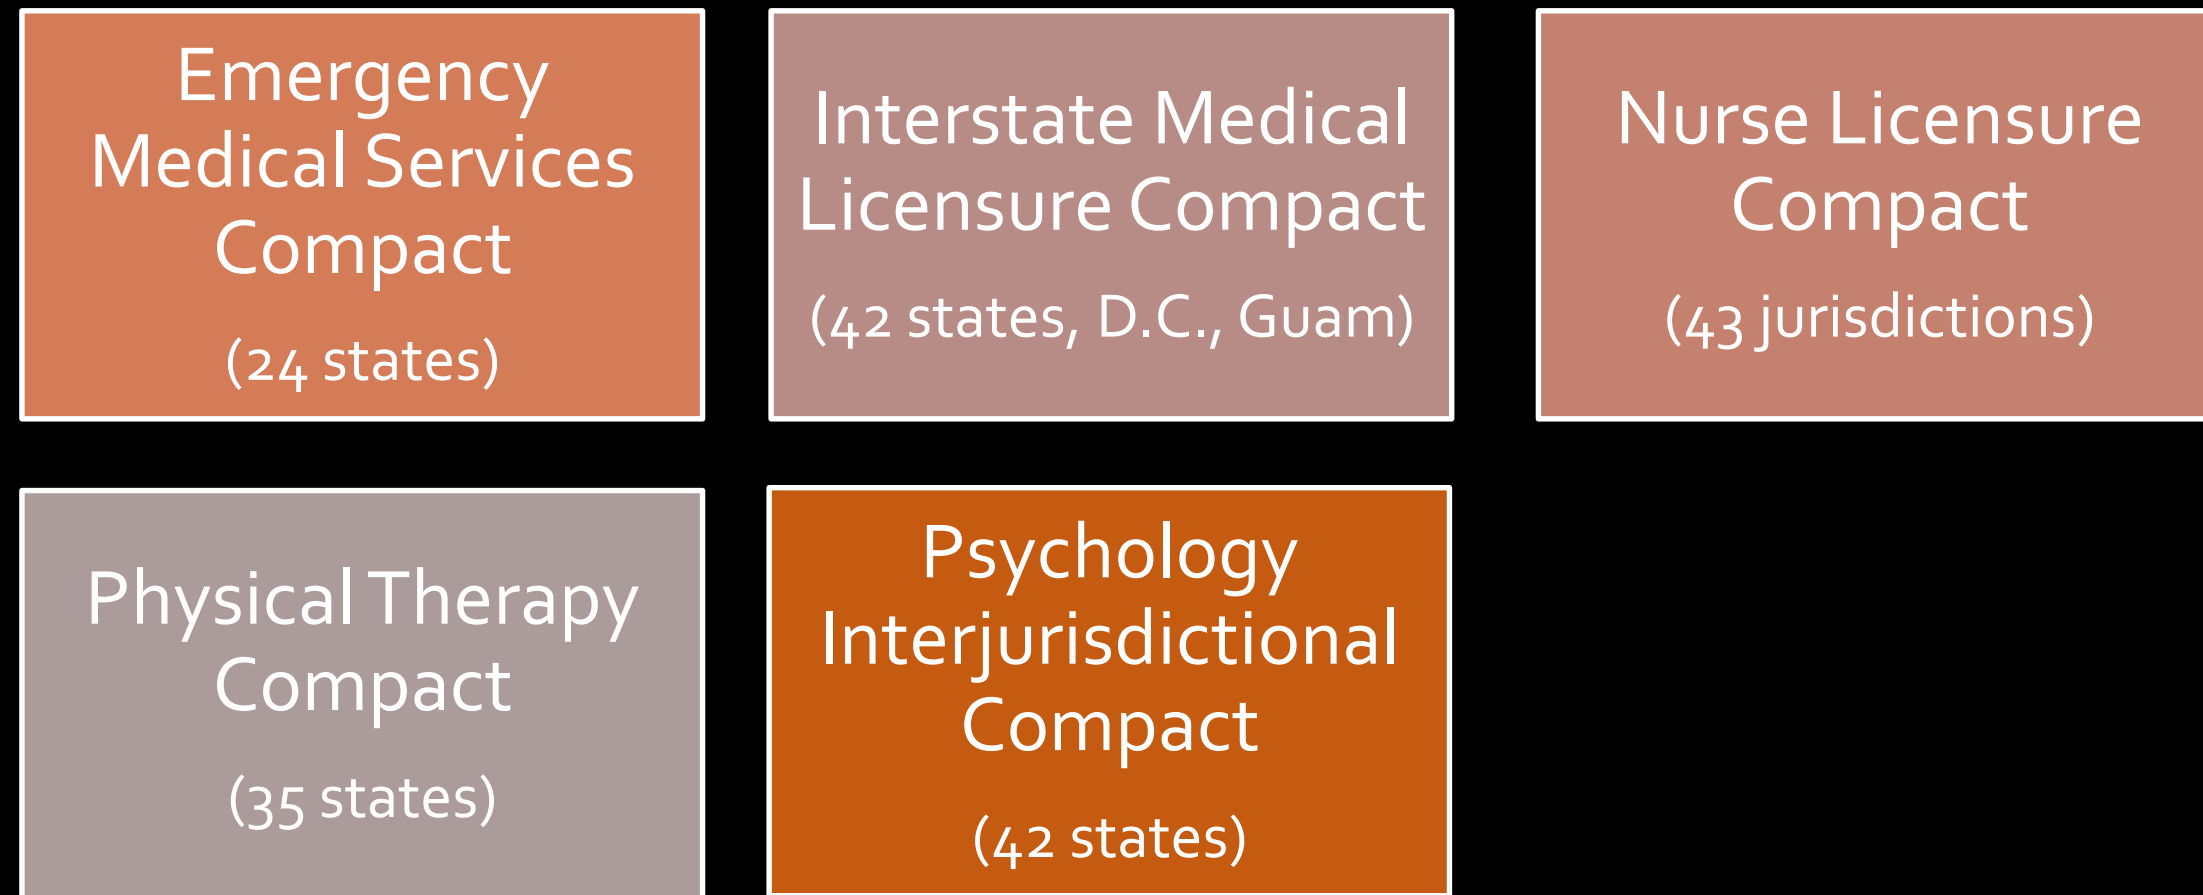 Emergency
Medical Services
Compact
(24 states)
Interstate Medical
Licensure Compact
(42 states, D.C., Guam)
Nurse Licensure
Compact
(43 jurisdictions)
Physical Therapy
Compact
(35 states)
Psychology
Interjurisdictional
Compact
(42 states)